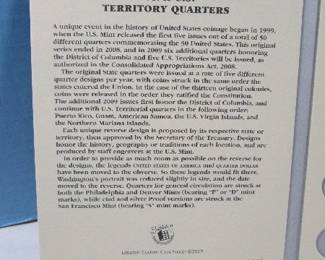 TERRITORY QUARTERS
A unique event in the history of United States coinage began in 1999,
when the U.S. Mint released the first five issues out of a total of 50
different quarters commemorating the 50 United States. This original
series ended in 2008, and in 2009 six additional quarters honoring
the District of Columbia and five U.S. Territories will be issued, as
authorized in the Consolidated Appropriations Act, 2008.
The original State quarters were issued at a rate of five different
quarter designs per year, with coins struck in the same order the
states entered the Union. In the case of the thirteen original colonies,
coins were released in the order they ratified the Constitution.
The additional 2009 issues first honor the District of Columbia, and
continue with U.S. Territorial quarters in the following order:
Puerto Rico, Guam, American Samoa, the U.S. Virgin Islands, and
the Northern Mariana Islands.
Each unique reverse design is proposed by its respective state or
territory, then approved by the Secretary of the Treasury. Designs
honor the history, geography or traditions of each location, and are
produced by staff engravers at the U.S. Mint.
In order to provide as much room as possible on the reverse for
the designs, the legends UNITED STATES OF AMERICA and QUARTER DOLLAR
have been moved to the obverse. So these legends would fit there,
Washington's portrait was reduced slightly in size, and the date
moved to the reverse. Quarters for general circulation are struck at
both the Philadelphia and Denver Mints (bearing "P" or "D" mint
marks), while clad and silver Proof versions are struck at the
San Francisco Mint (bearing "S" mint marks).